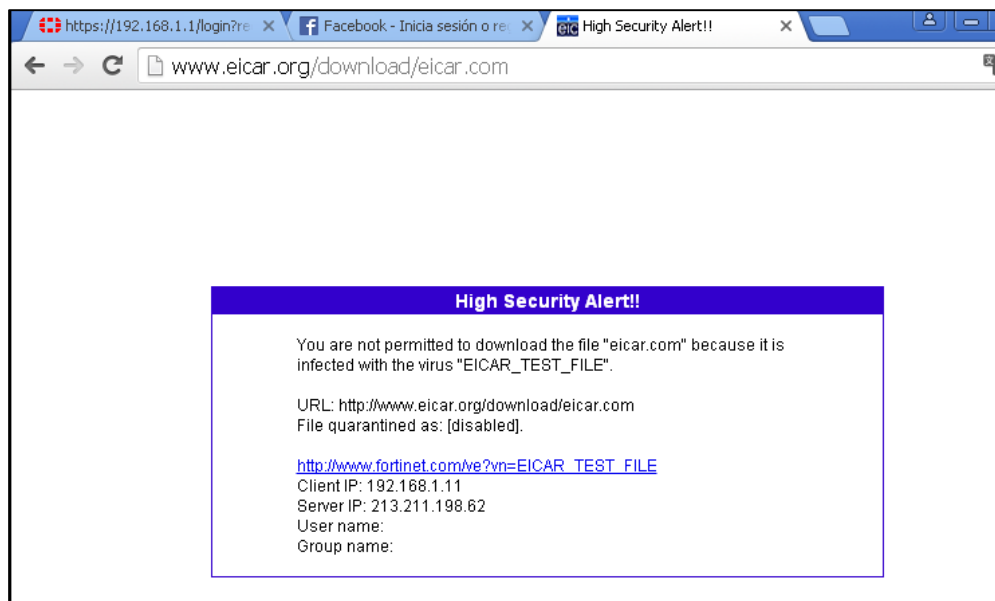 https://192.168.1.1/login?re
Facebook - Inicia sesión o re
eic High Security Alert!!
www.eicar.org/download/eicar.com
High Security Alert!!
You are not permitted to download the file "eicar.com" because it is
infected with the virus "EICAR_TEST_FILE".
URL: http://www.eicar.org/download/eicar.com
File quarantined as: [disabled].
http://www.fortinet.com/ve?vn=EICAR_TEST_FILE
Client IP: 192.168.1.11
Server IP: 213.211.198.62
User name:
Group name: